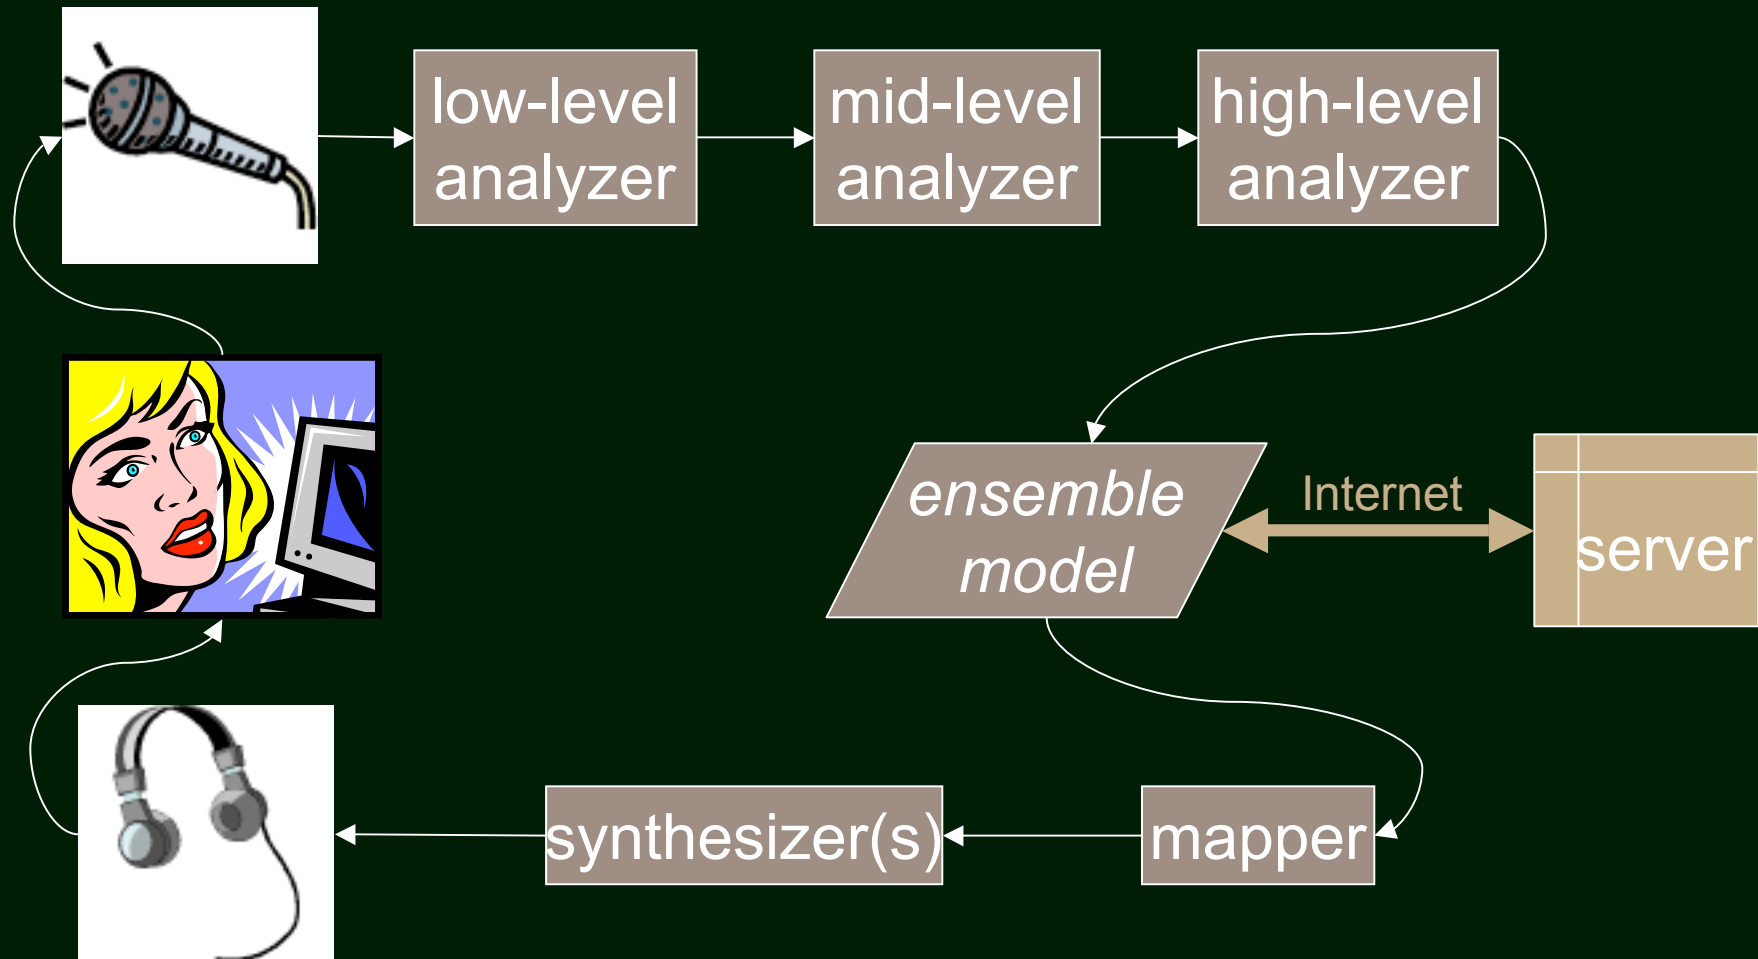 low-level
analyzer
mid-level
analyzer
high-level
analyzer
ensemble
model
Internet
server
synthesizer(s)
mapper